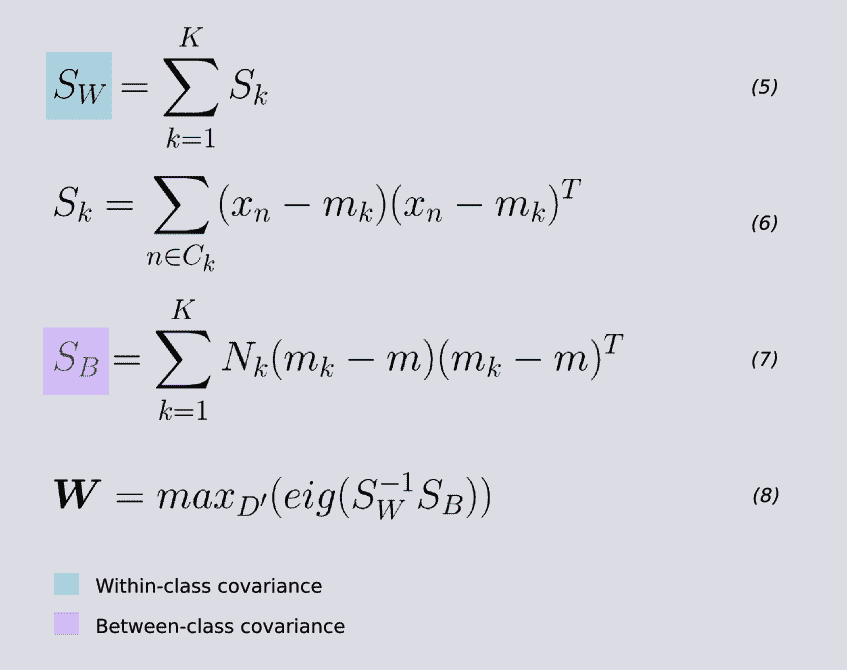 S_W = \sum_{k=1}^{K} S_k (5)
S_k = \sum_{n \in C_k} (x_n - m_k)(x_n - m_k)^T (6)
S_B = \sum_{k=1}^{K} N_k(m_k - m)(m_k - m)^T (7)
W = max_{D'}(eig(S_W^{-1} S_B)) (8)
Within-class covariance
Between-class covariance